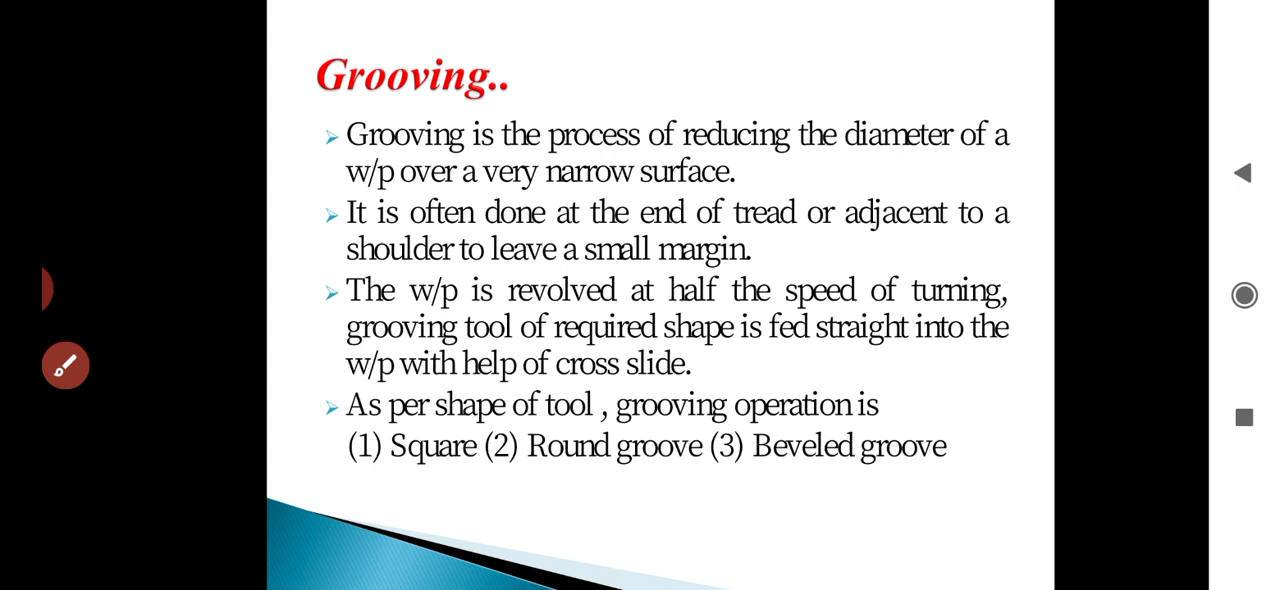 Grooving..
Grooving is the process of reducing the diameter of a
w/p over a very narrow surface.
It is often done at the end of tread or adjacent to a
shoulder to leave a small margin.
The w/p is revolved at half the speed of turning,
grooving tool of required shape is fed straight into the
w/p with help of cross slide.
As per shape of tool , grooving operation is
(1) Square (2) Round groove (3) Beveled groove